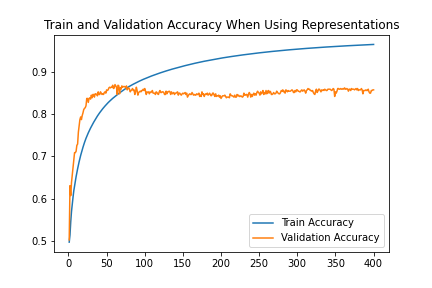 Train and Validation Accuracy When Using Representations
0.9
0.8
0.7
0.6
0.5
Train Accuracy
Validation Accuracy
0 50 100 150 200 250 300 350 400